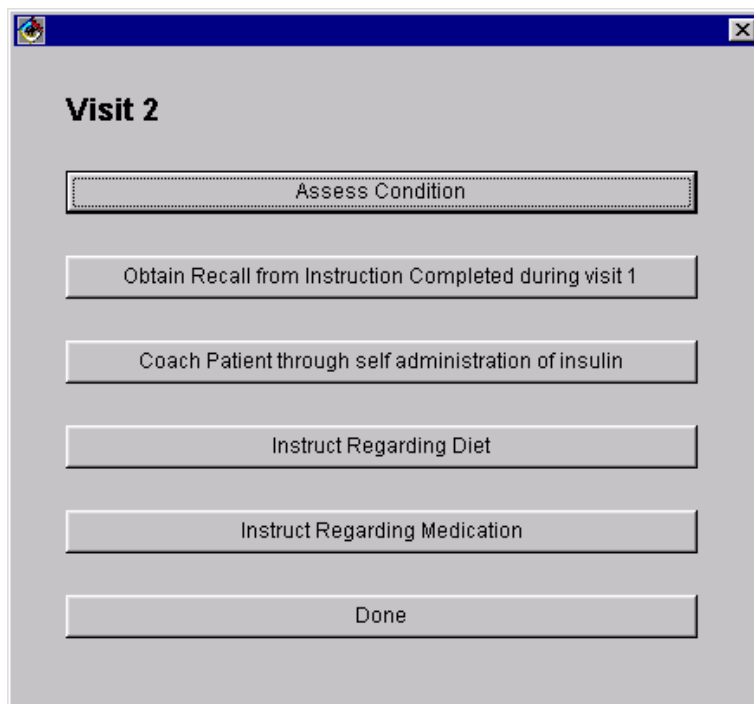 Visit 2
Assess Condition
Obtain Recall from Instruction Completed during visit 1
Coach Patient through self administration of insulin
Instruct Regarding Diet
Instruct Regarding Medication
Done